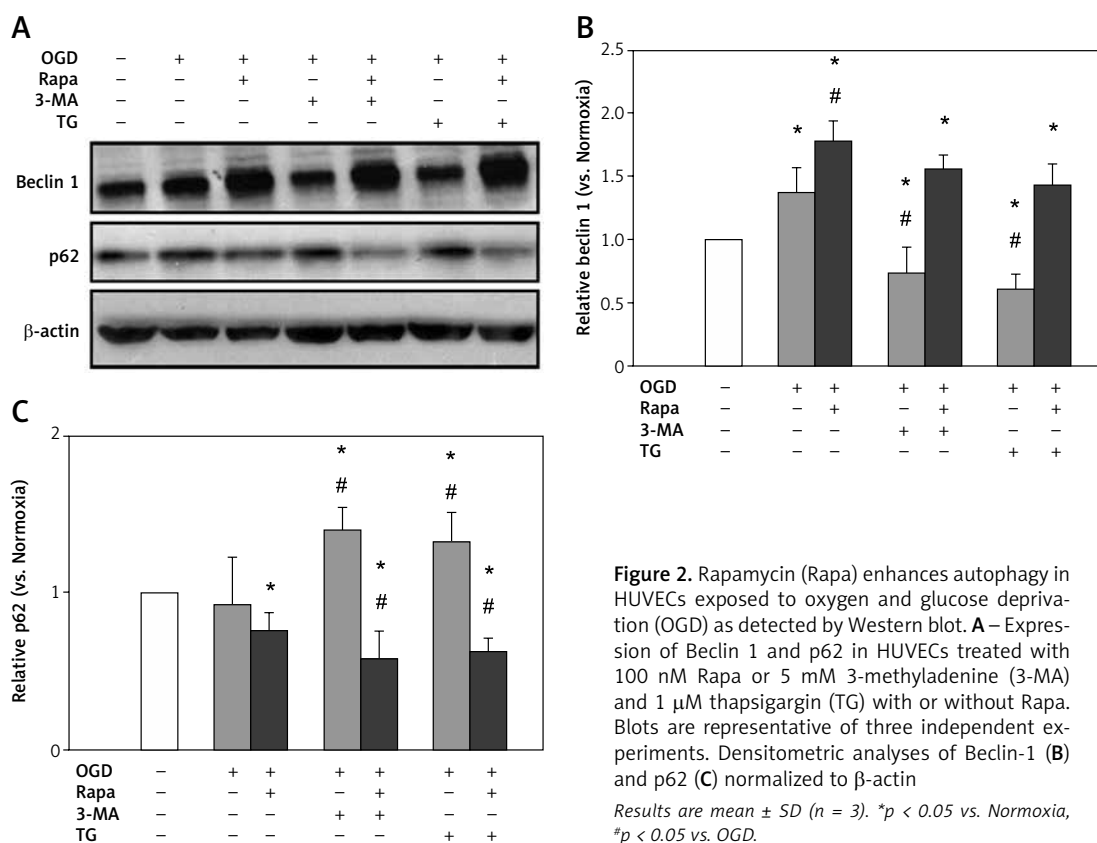 A
OGD – + + + + + +
Rapa – – + – + – +
3-MA – – – + + – –
TG – – – – – + +
Beclin 1
p62
β-actin
B
Relative beclin 1 (vs. Normoxia)
2.5
2.0
1.5
1.0
0.5
0
*
*
#
*
#
*
*
#
*
OGD – + + + + + +
Rapa – – + – + – +
3-MA – – – + + – –
TG – – – – – + +
C
Relative p62 (vs. Normoxia)
2
1
0
*
*
#
*
#
*
#
*
#
OGD – + + + + + +
Rapa – – + – + – +
3-MA – – – + + – –
TG – – – – – + +
Figure 2. Rapamycin (Rapa) enhances autophagy in
HUVECs exposed to oxygen and glucose depriva-
tion (OGD) as detected by Western blot. A – Expres-
sion of Beclin 1 and p62 in HUVECs treated with
100 nM Rapa or 5 mM 3-methyladenine (3-MA)
and 1 μM thapsigargin (TG) with or without Rapa.
Blots are representative of three independent ex-
periments. Densitometric analyses of Beclin-1 (B)
and p62 (C) normalized to β-actin
Results are mean ± SD (n = 3). *p < 0.05 vs. Normoxia,
#p < 0.05 vs. OGD.